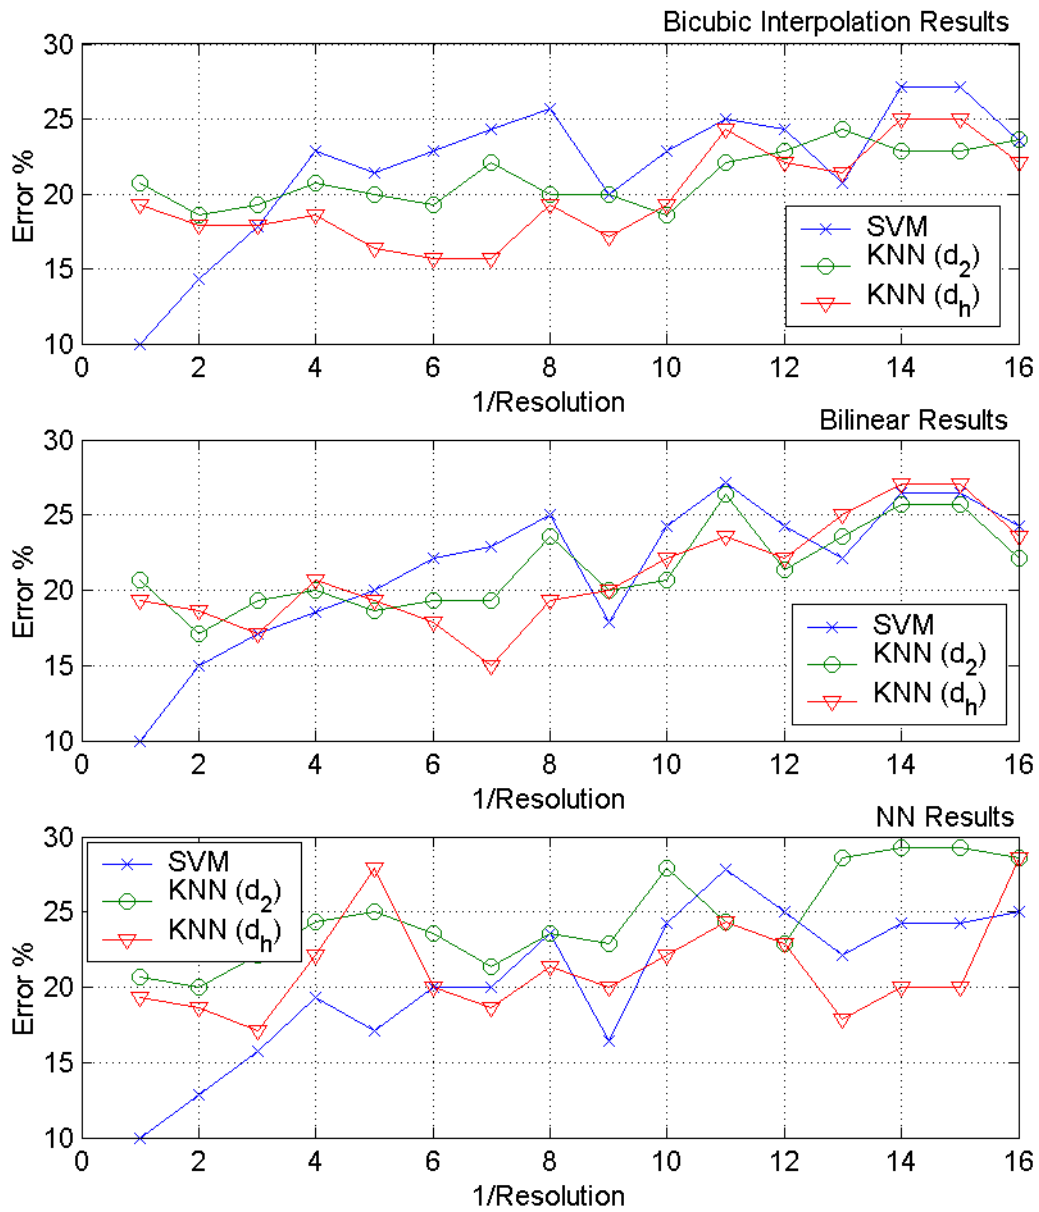 Bicubic Interpolation Results
30
25
20
15
10
Error %
0 2 4 6 8 10 12 14 16
1/Resolution
SVM
KNN (d2)
KNN (dh)
Bilinear Results
30
25
20
15
10
Error %
0 2 4 6 8 10 12 14 16
1/Resolution
SVM
KNN (d2)
KNN (dh)
NN Results
30
25
20
15
10
Error %
0 2 4 6 8 10 12 14 16
1/Resolution
SVM
KNN (d2)
KNN (dh)